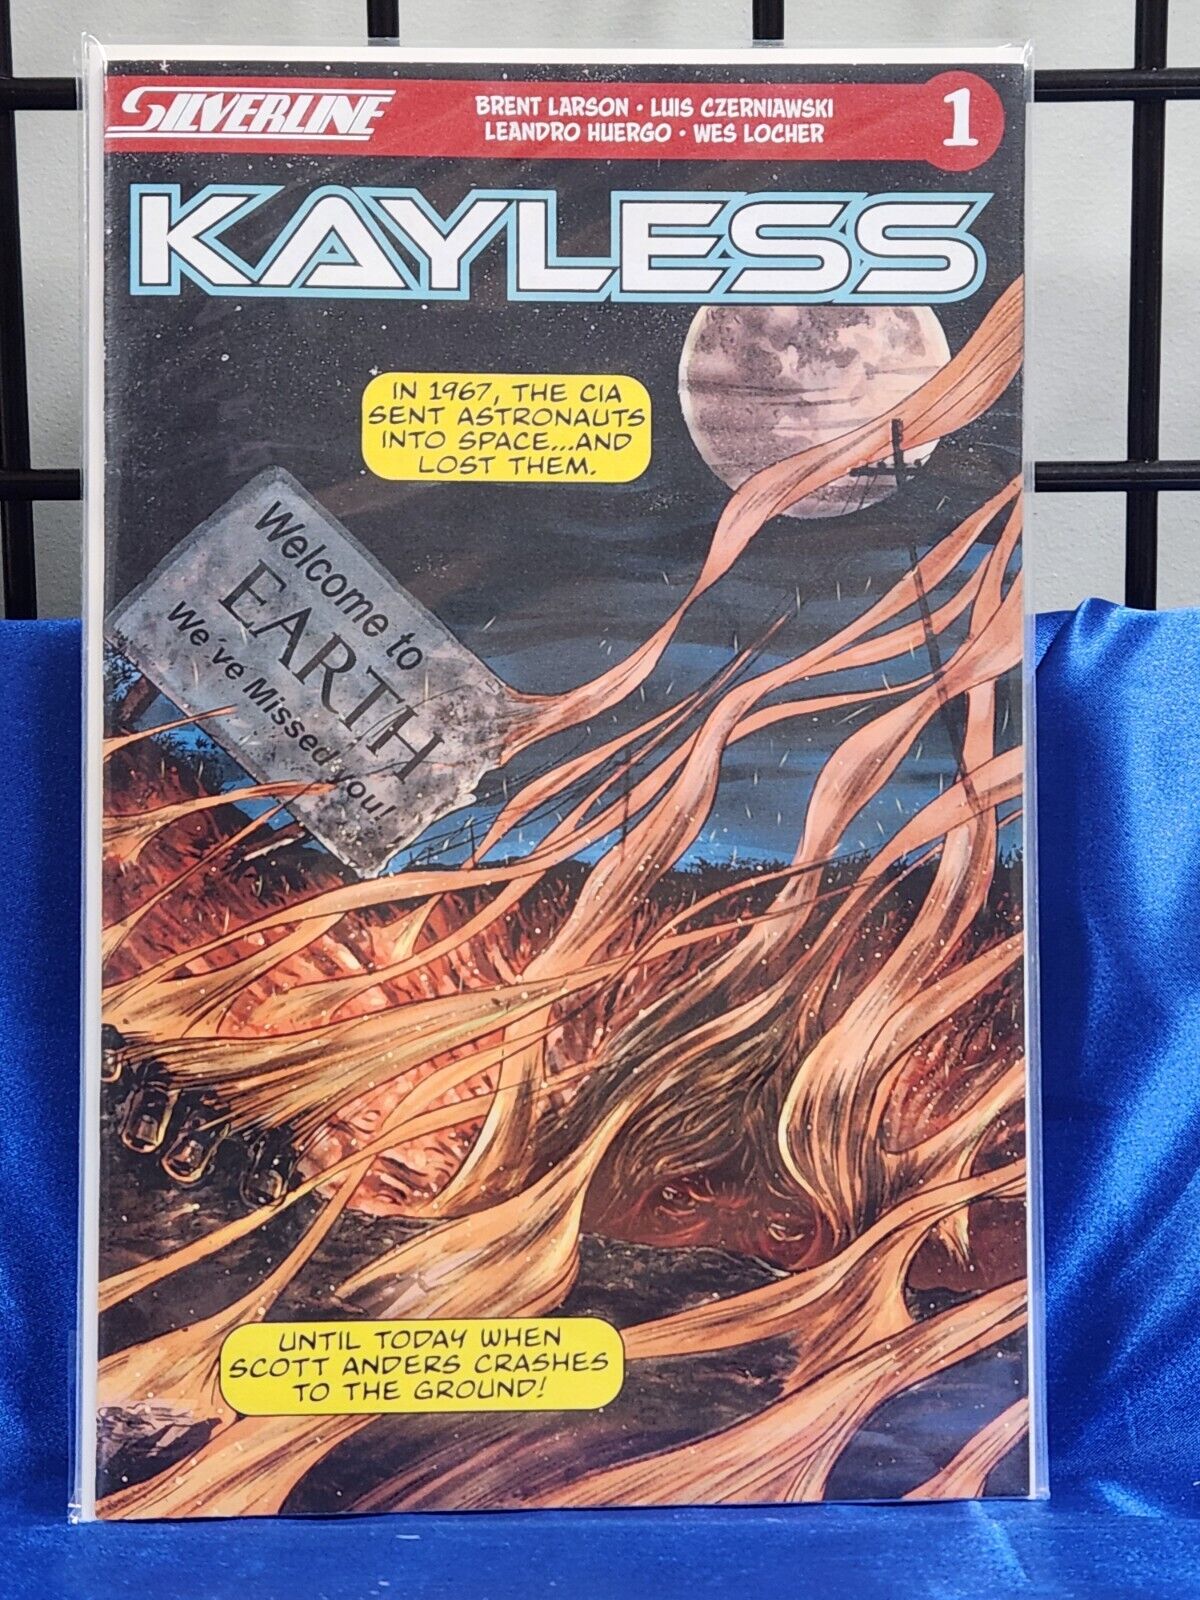 SILVERLINE
BRENT LARSON · LUIS CZERNIAWSKI
LEANDRO HUERGO · WES LOCHER
1
KAYLESS
IN 1967, THE CIA
SENT ASTRONAUTS
INTO SPACE...AND
LOST THEM.
Welcome to
EARTH
We've Missed you!
UNTIL TODAY WHEN
SCOTT ANDERS CRASHES
TO THE GROUND!